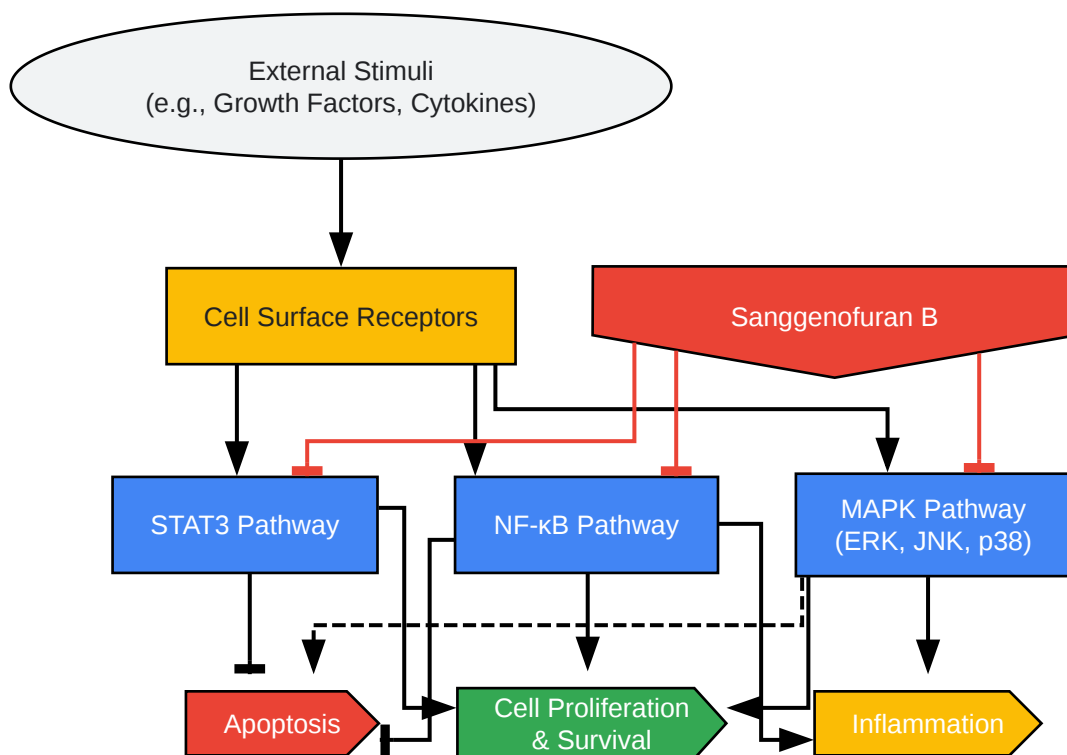 External Stimuli
(e.g., Growth Factors, Cytokines)
Cell Surface Receptors
Sanggenofuran B
STAT3 Pathway
NF-κB Pathway
MAPK Pathway
(ERK, JNK, p38)
Apoptosis
Cell Proliferation
& Survival
Inflammation